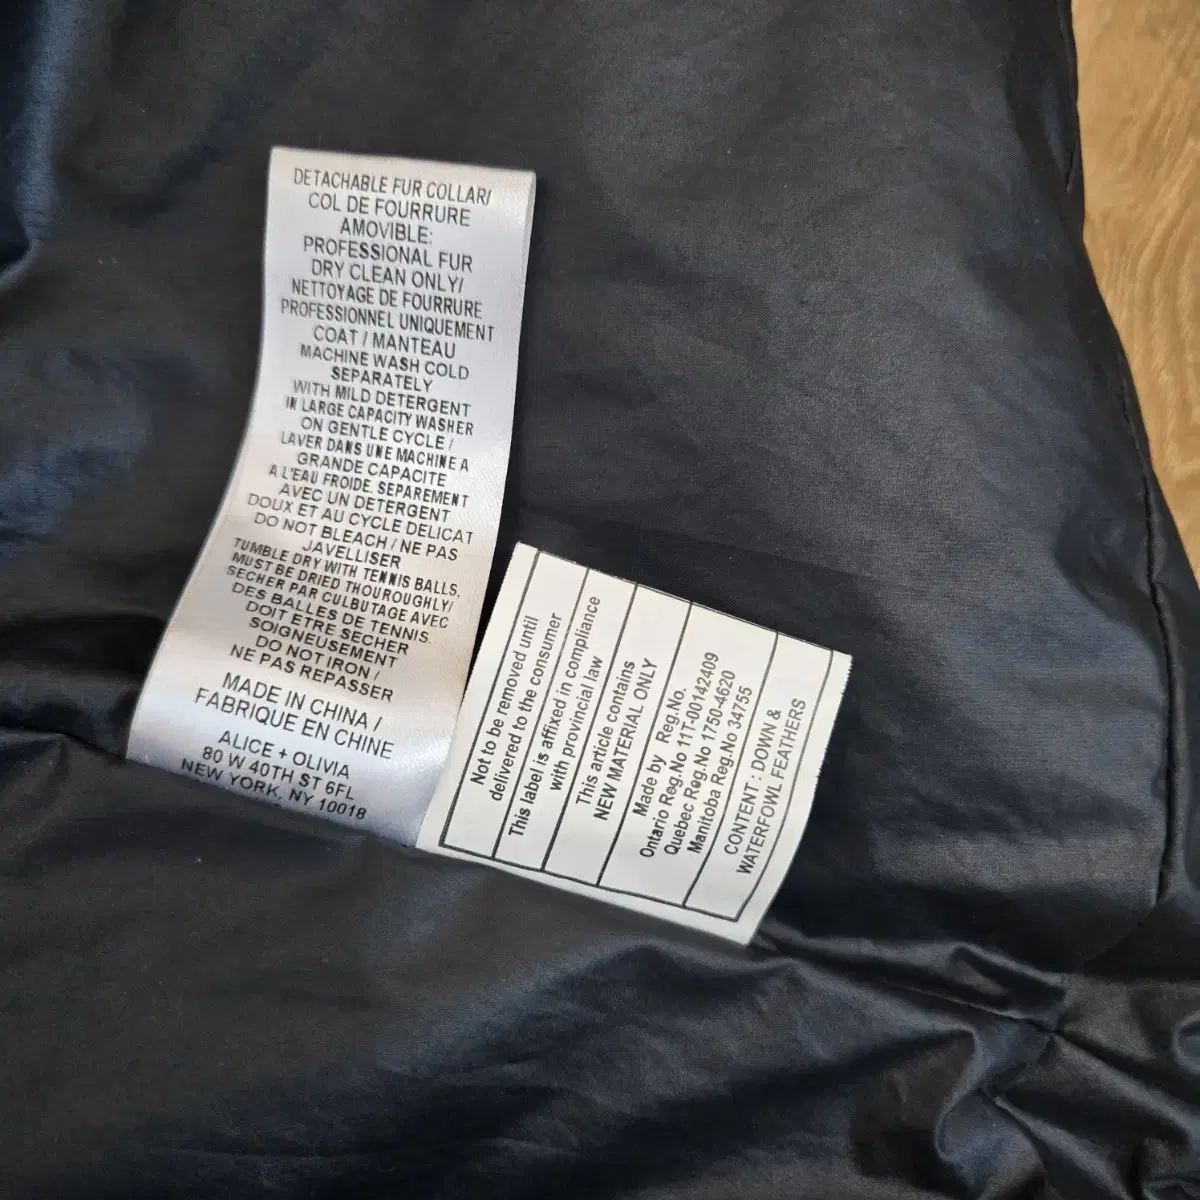 DETACHABLE FUR COLLAR/
COL DE FOURRURE
AMOVIBLE:
PROFESSIONAL FUR
DRY CLEAN ONLY/
NETTOYAGE DE FOURRURE
PROFESSIONNEL UNIQUEMENT
COAT / MANTEAU
MACHINE WASH COLD
SEPARATELY
WITH MILD DETERGENT
IN LARGE CAPACITY WASHER
ON GENTLE CYCLE /
LAVER DANS UNE MACHINE A
GRANDE CAPACITE
A L'EAU FROIDE. SEPAREMENT
AVEC UN DETERGENT
DOUX ET AU CYCLE DELICAT
DO NOT BLEACH / NE PAS
JAVELLISER
TUMBLE DRY WITH TENNIS BALLS,
MUST BE DRIED THOUROUGHLY/
SECHER PAR CULBUTAGE AVEC
DES BALLES DE TENNIS.
DOIT ETRE SECHER
SOIGNEUSEMENT
DO NOT IRON /
NE PAS REPASSER
MADE IN CHINA /
FABRIQUE EN CHINE
ALICE + OLIVIA
80 W 40TH ST 6FL
NEW YORK, NY 10018
Not to be removed until
delivered to the consumer
This label is affixed in compliance
with provincial law
This article contains
NEW MATERIAL ONLY
Made by Reg.No.
Ontario Reg.No 11T-00142409
Quebec Reg.No 1750-4620
Manitoba Reg.No 34755
CONTENT : DOWN &
WATERFOWL FEATHERS